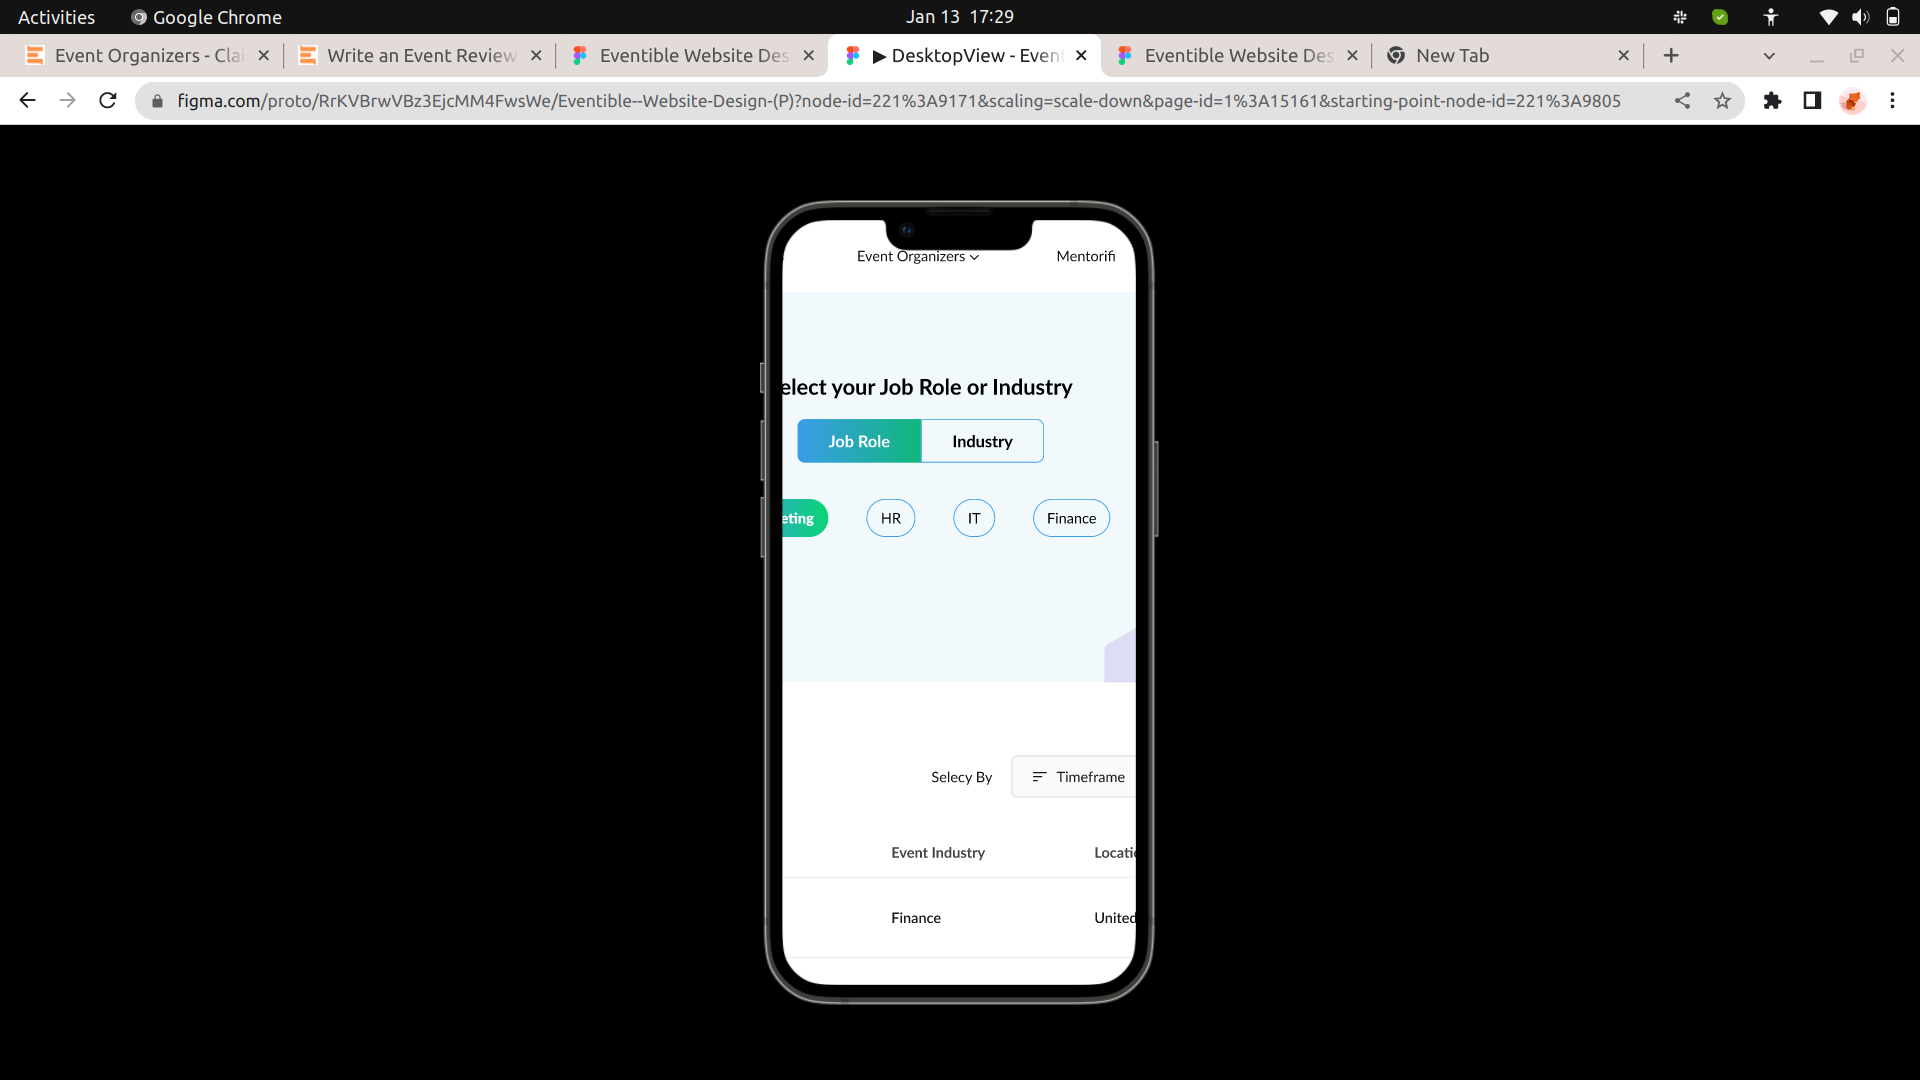 Activities Google Chrome Jan 13 17:29
Event Organizers - Clai Write an Event Review Eventible Website Des ▶ DesktopView - Event Eventible Website Des New Tab
figma.com/proto/RrKVBrwVBz3EjcMM4FwsWe/Eventible--Website-Design-(P)?node-id=221%3A9171&scaling=scale-down&page-id=1%3A15161&starting-point-node-id=221%3A9805
Event Organizers Mentorifi
elect your Job Role or Industry
Job Role Industry
eting HR IT Finance
Selecy By Timeframe
Event Industry Locatio
Finance United